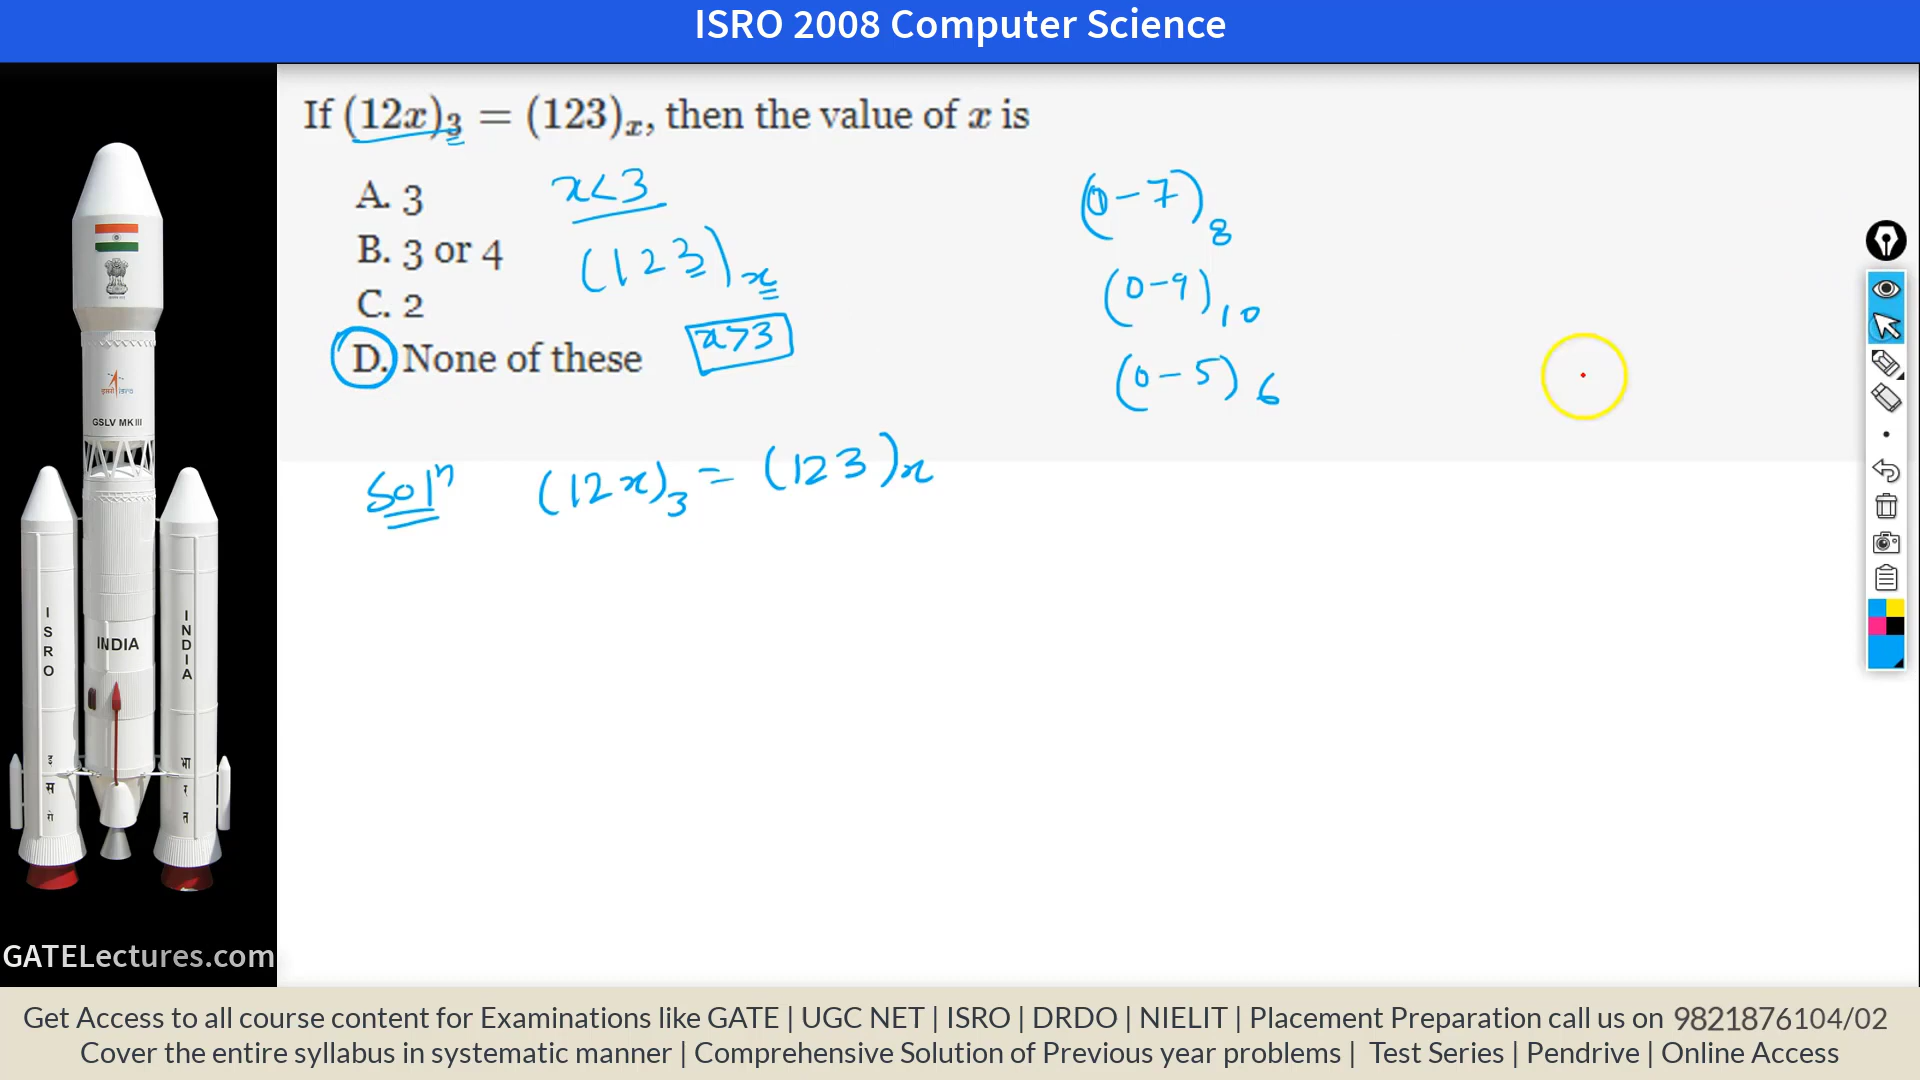 ISRO 2008 Computer Science
If (12x)₃ = (123)ₓ, then the value of x is
A. 3
B. 3 or 4
C. 2
D. None of these
x<3
(123)x
x>3
(0-7)8
(0-9)10
(0-5)6
Solⁿ (12x)₃ = (123)x
GSLV MK III
INDIA
ISRO
INDIA
इसरो
भारत
GATELectures.com
Get Access to all course content for Examinations like GATE | UGC NET | ISRO | DRDO | NIELIT | Placement Preparation call us on 9821876104/02
Cover the entire syllabus in systematic manner | Comprehensive Solution of Previous year problems | Test Series | Pendrive | Online Access